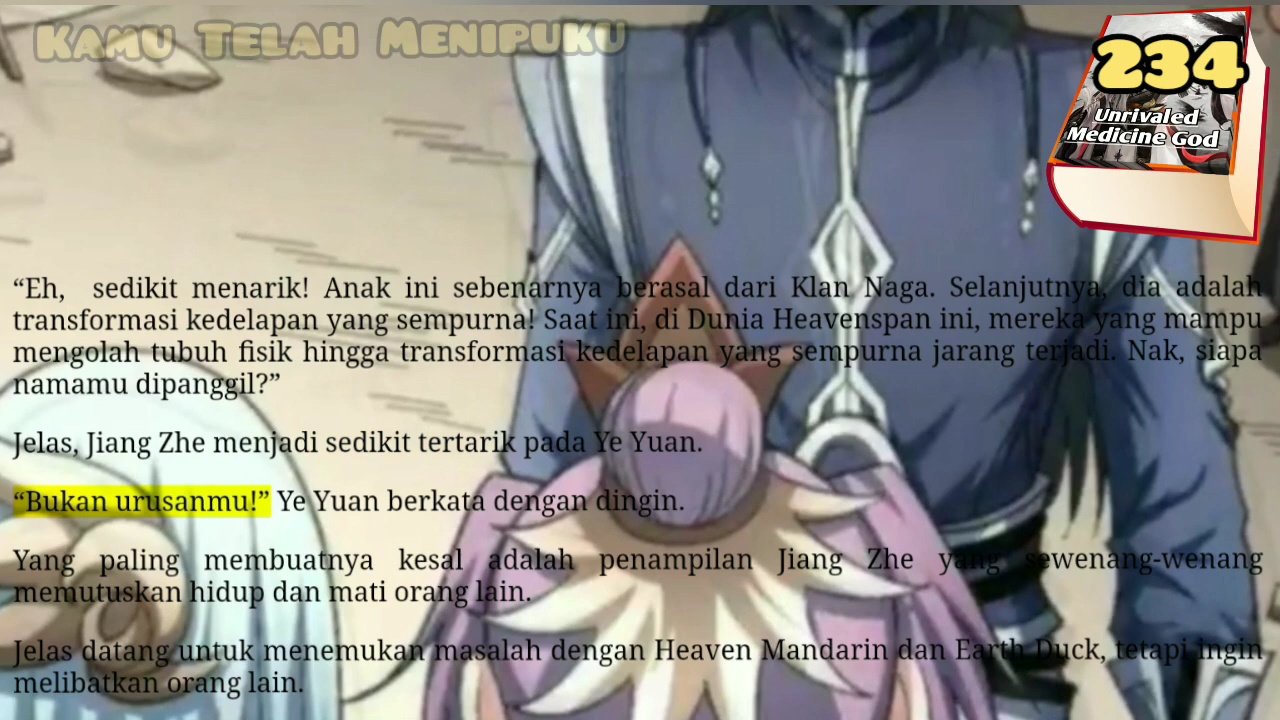 Kamu Telah Menipuku
234
Unrivaled
Medicine God
“Eh, sedikit menarik! Anak ini sebenarnya berasal dari Klan Naga. Selanjutnya, dia adalah
transformasi kedelapan yang sempurna! Saat ini, di Dunia Heavenspan ini, mereka yang mampu
mengolah tubuh fisik hingga transformasi kedelapan yang sempurna jarang terjadi. Nak, siapa
namamu dipanggil?”
Jelas, Jiang Zhe menjadi sedikit tertarik pada Ye Yuan.
“Bukan urusanmu!” Ye Yuan berkata dengan dingin.
Yang paling membuatnya kesal adalah penampilan Jiang Zhe yang sewenang-wenang
memutuskan hidup dan mati orang lain.
Jelas datang untuk menemukan masalah dengan Heaven Mandarin dan Earth Duck, tetapi ingin
melibatkan orang lain.